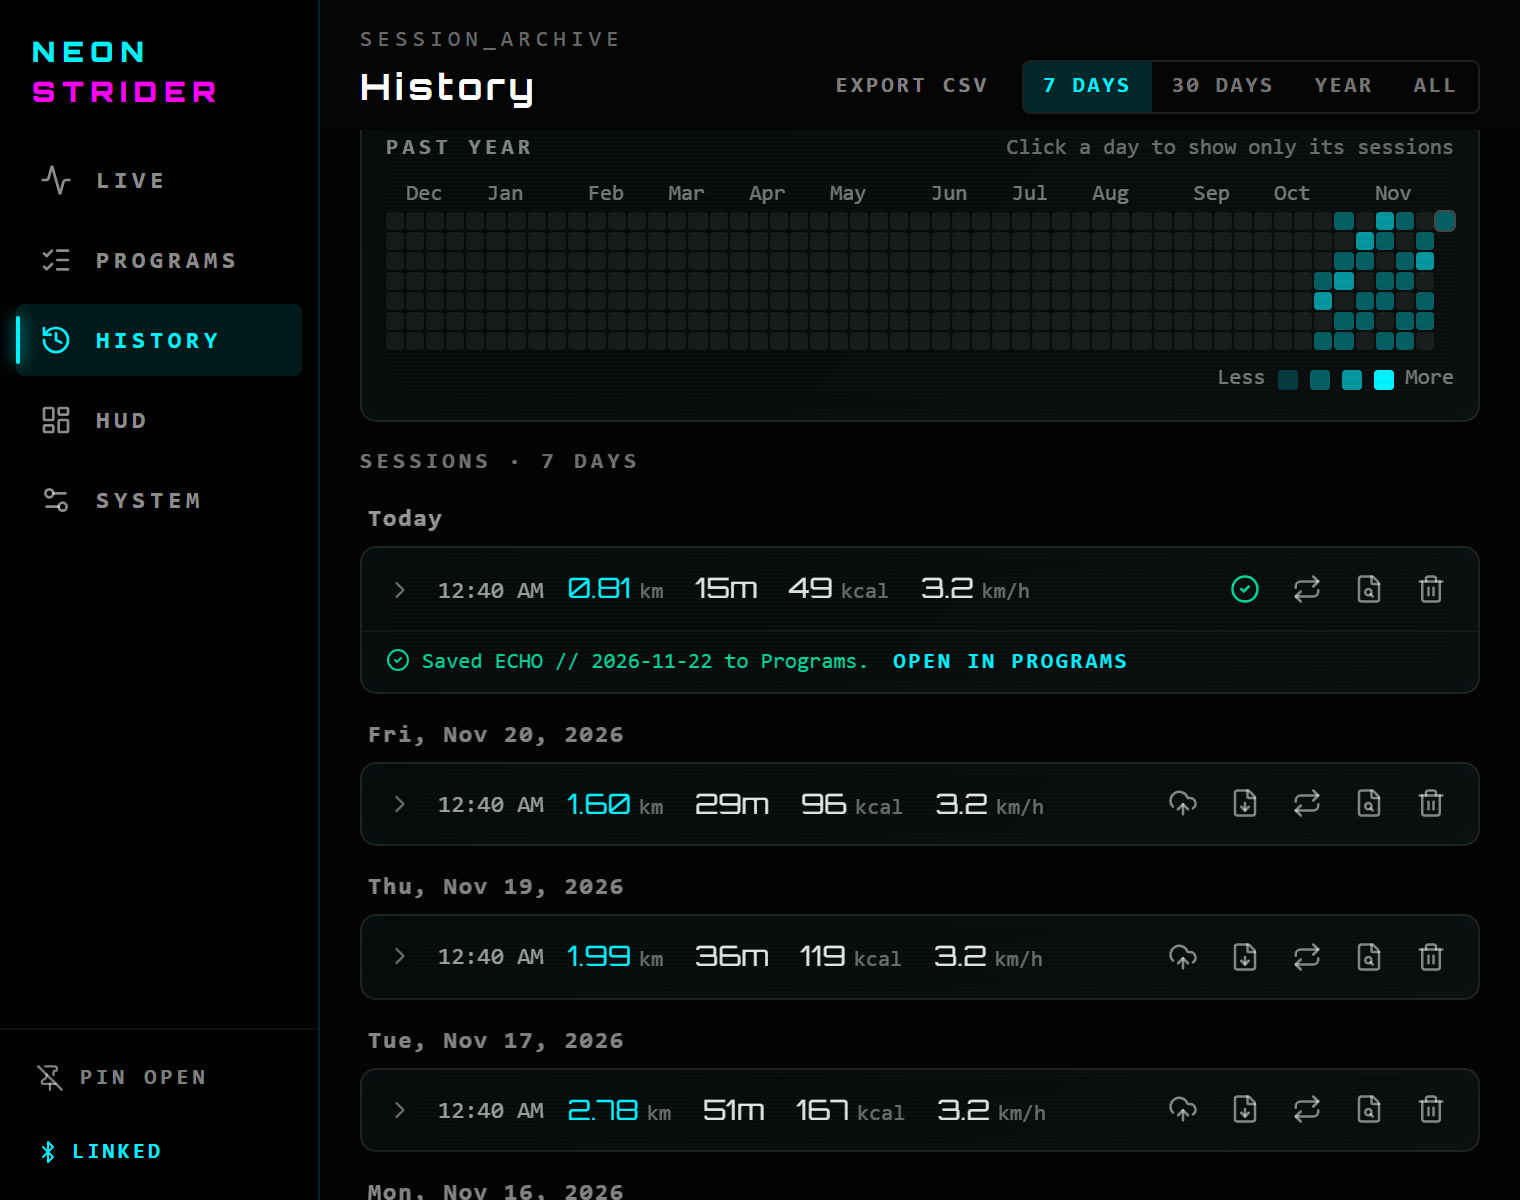 NEON
STRIDER
LIVE
PROGRAMS
HISTORY
HUD
SYSTEM
PIN OPEN
LINKED
SESSION_ARCHIVE
History
EXPORT CSV
7 DAYS
30 DAYS
YEAR
ALL
PAST YEAR
Click a day to show only its sessions
Dec Jan Feb Mar Apr May Jun Jul Aug Sep Oct Nov
Less More
SESSIONS · 7 DAYS
Today
12:40 AM 0.81 km 15m 49 kcal 3.2 km/h
Saved ECHO // 2026-11-22 to Programs. OPEN IN PROGRAMS
Fri, Nov 20, 2026
12:40 AM 1.60 km 29m 96 kcal 3.2 km/h
Thu, Nov 19, 2026
12:40 AM 1.99 km 36m 119 kcal 3.2 km/h
Tue, Nov 17, 2026
12:40 AM 2.78 km 51m 167 kcal 3.2 km/h
Mon, Nov 16, 2026